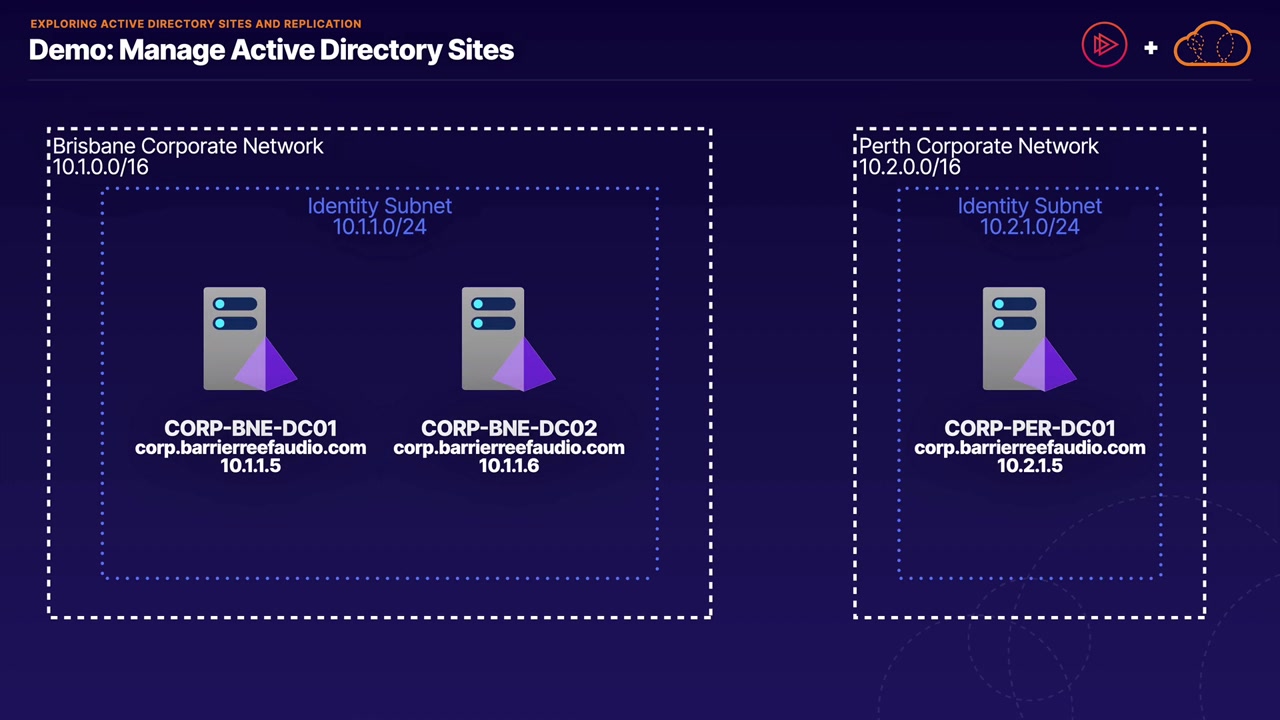 EXPLORING ACTIVE DIRECTORY SITES AND REPLICATION
Demo: Manage Active Directory Sites
+
Brisbane Corporate Network
10.1.0.0/16
Identity Subnet
10.1.1.0/24
CORP-BNE-DC01
corp.barrierreefaudio.com
10.1.1.5
CORP-BNE-DC02
corp.barrierreefaudio.com
10.1.1.6
Perth Corporate Network
10.2.0.0/16
Identity Subnet
10.2.1.0/24
CORP-PER-DC01
corp.barrierreefaudio.com
10.2.1.5